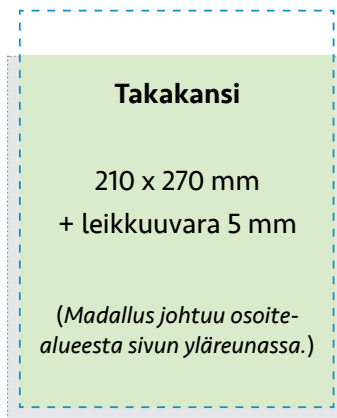 Takakansi
210 x 270 mm
+ leikkuuvara 5 mm
(Madallus johtuu osoite-
alueesta sivun yläreunassa.)